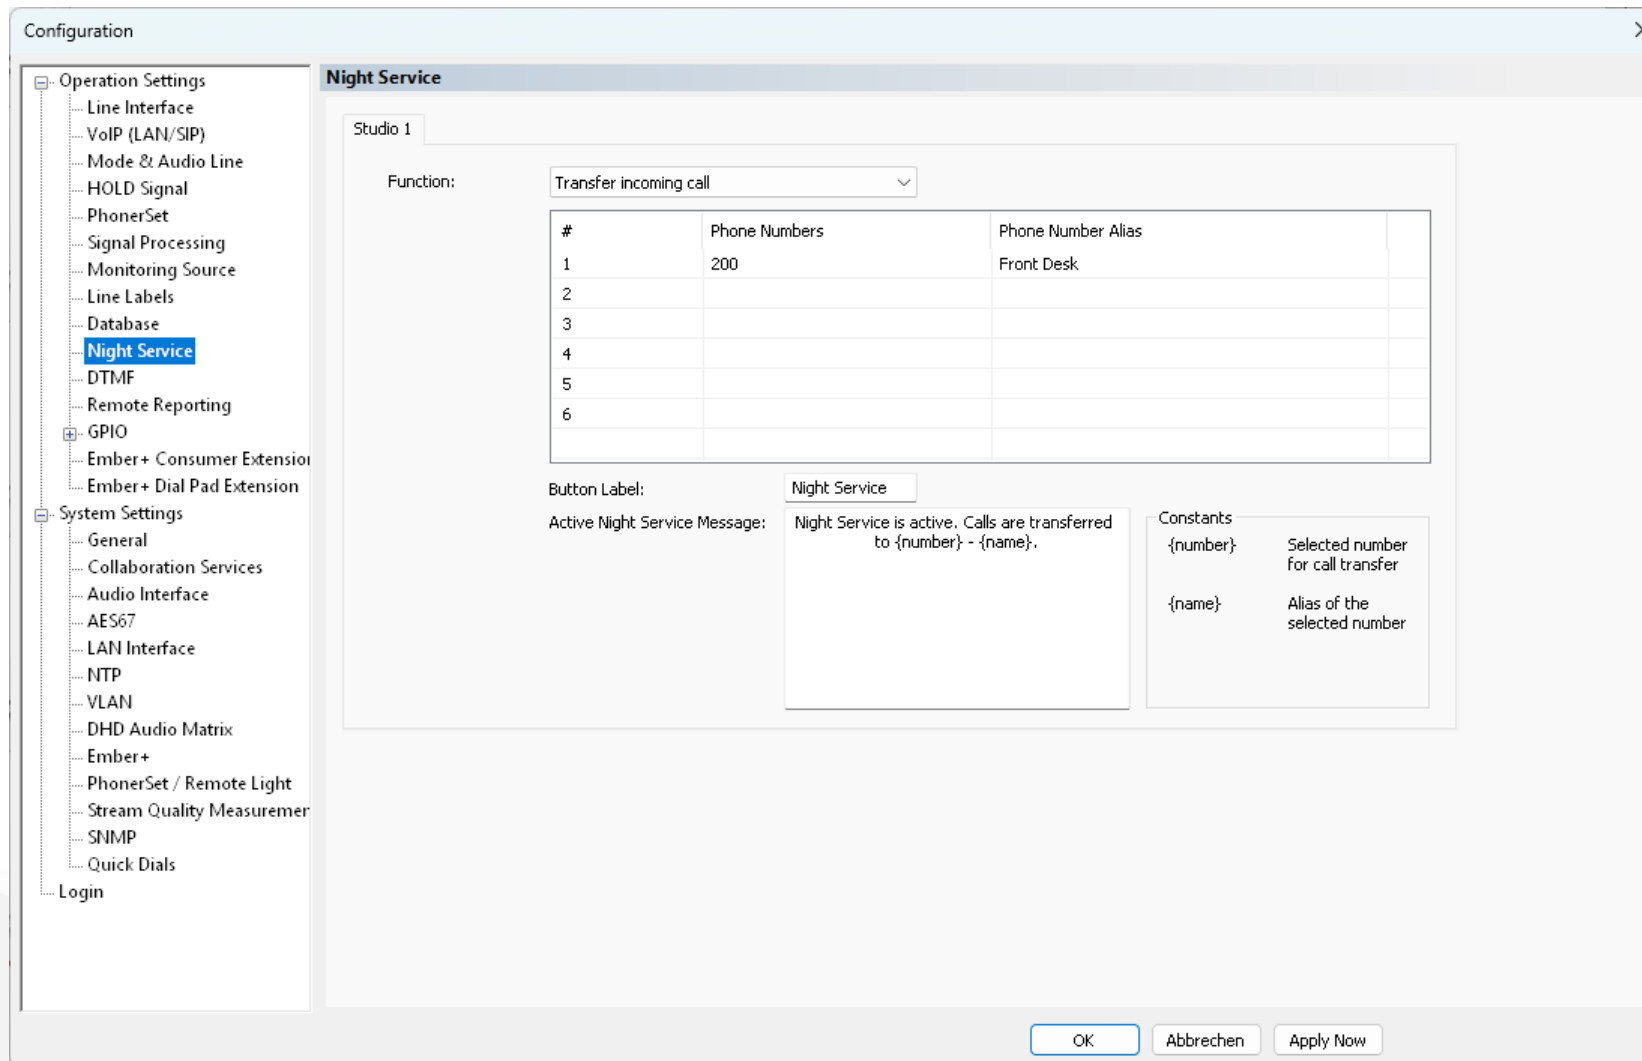 Configuration
Operation Settings
Line Interface
VoIP (LAN/SIP)
Mode & Audio Line
HOLD Signal
PhonerSet
Signal Processing
Monitoring Source
Line Labels
Database
Night Service
DTMF
Remote Reporting
GPIO
Ember+ Consumer Extensio
Ember+ Dial Pad Extension
System Settings
General
Collaboration Services
Audio Interface
AES67
LAN Interface
NTP
VLAN
DHD Audio Matrix
Ember+
PhonerSet / Remote Light
Stream Quality Measuremer
SNMP
Quick Dials
Login
Night Service
Studio 1
Function: Transfer incoming call
# Phone Numbers Phone Number Alias
1 200 Front Desk
2
3
4
5
6
Button Label: Night Service
Active Night Service Message:
Night Service is active. Calls are transferred
to {number} - {name}.
Constants
{number} Selected number
for call transfer
{name} Alias of the
selected number
OK Abbrechen Apply Now